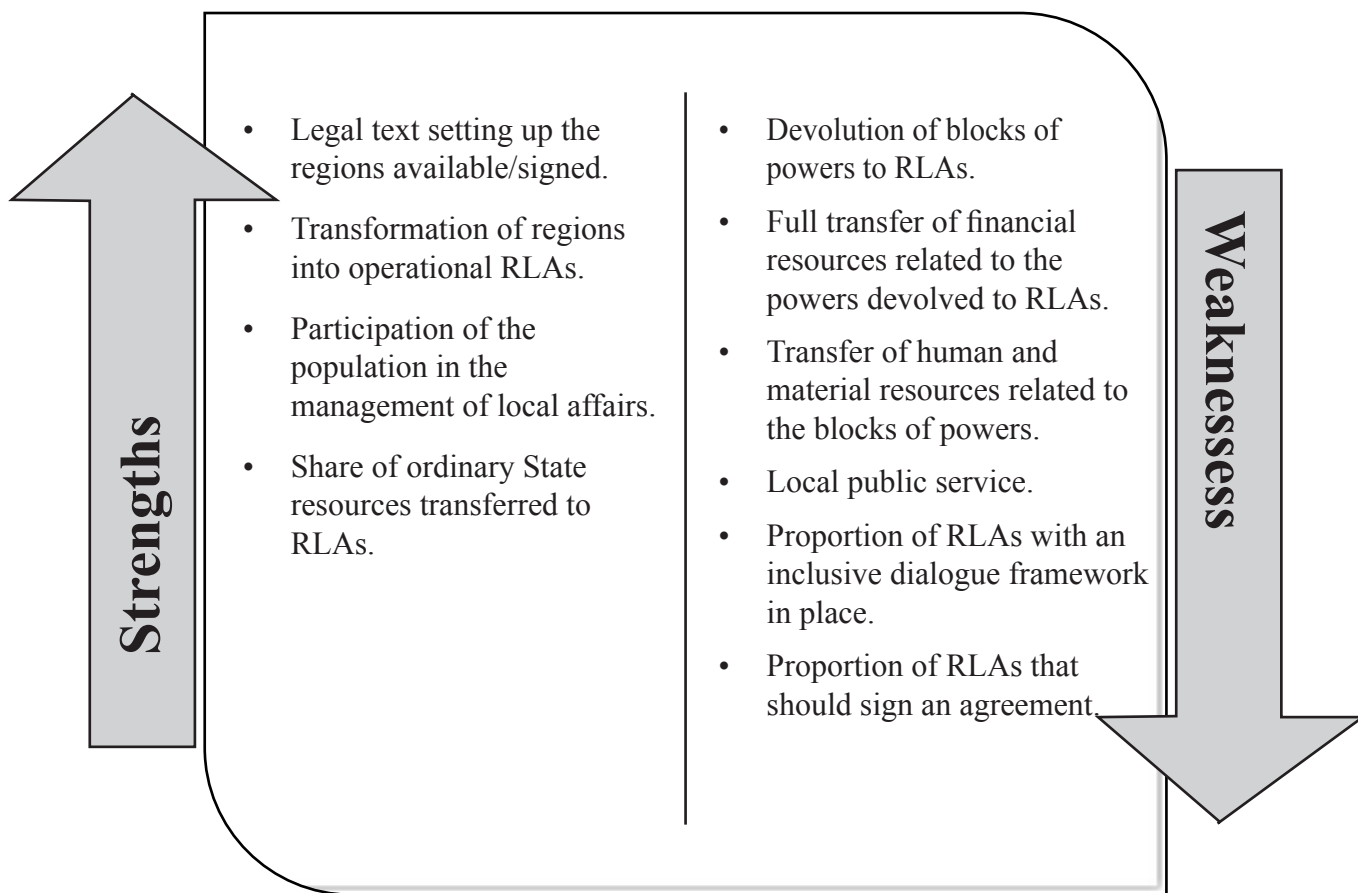 Strengths
• Legal text setting up the
regions available/signed.
• Transformation of regions
into operational RLAs.
• Participation of the
population in the
management of local affairs.
• Share of ordinary State
resources transferred to
RLAs.
• Devolution of blocks of
powers to RLAs.
• Full transfer of financial
resources related to the
powers devolved to RLAs.
• Transfer of human and
material resources related to
the blocks of powers.
• Local public service.
• Proportion of RLAs with an
inclusive dialogue framework
in place.
• Proportion of RLAs that
should sign an agreement.
Weaknessess